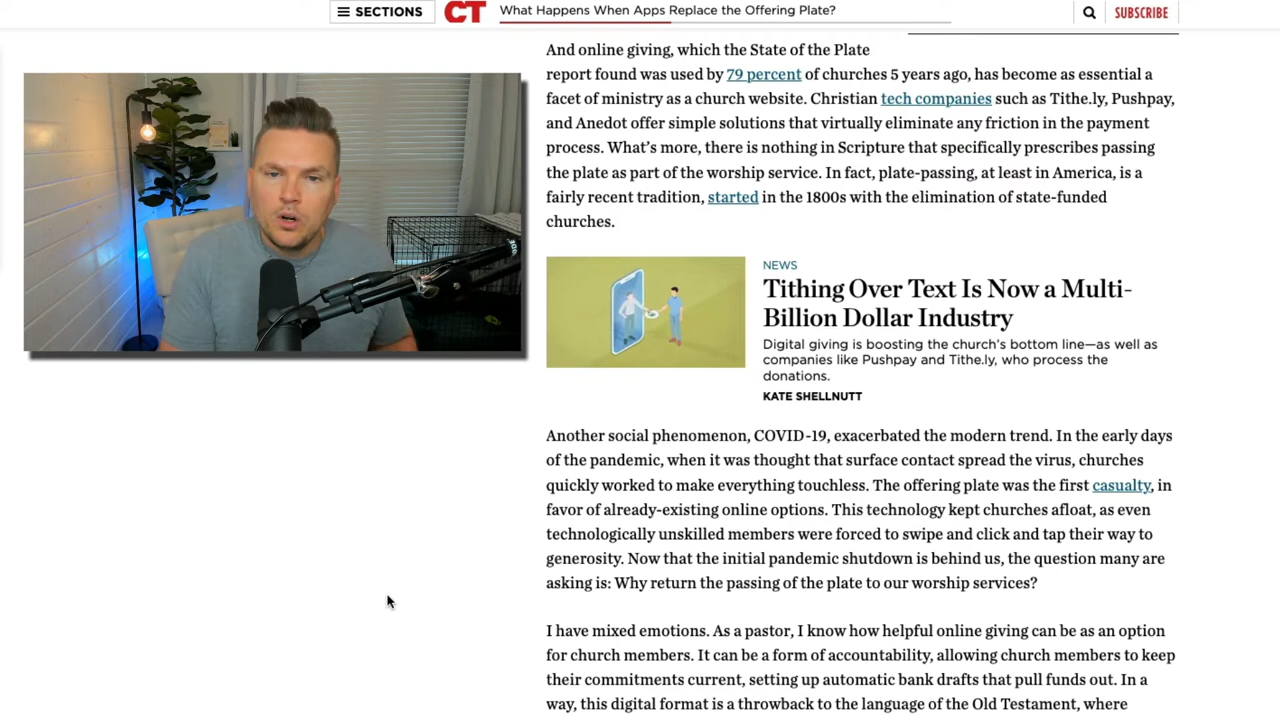 SECTIONS
CT
What Happens When Apps Replace the Offering Plate?
SUBSCRIBE
And online giving, which the State of the Plate
report found was used by 79 percent of churches 5 years ago, has become as essential a
facet of ministry as a church website. Christian tech companies such as Tithe.ly, Pushpay,
and Anedot offer simple solutions that virtually eliminate any friction in the payment
process. What’s more, there is nothing in Scripture that specifically prescribes passing
the plate as part of the worship service. In fact, plate-passing, at least in America, is a
fairly recent tradition, started in the 1800s with the elimination of state-funded
churches.
NEWS
Tithing Over Text Is Now a Multi-
Billion Dollar Industry
Digital giving is boosting the church’s bottom line—as well as
companies like Pushpay and Tithe.ly, who process the
donations.
KATE SHELLNUTT
Another social phenomenon, COVID-19, exacerbated the modern trend. In the early days
of the pandemic, when it was thought that surface contact spread the virus, churches
quickly worked to make everything touchless. The offering plate was the first casualty, in
favor of already-existing online options. This technology kept churches afloat, as even
technologically unskilled members were forced to swipe and click and tap their way to
generosity. Now that the initial pandemic shutdown is behind us, the question many are
asking is: Why return the passing of the plate to our worship services?
I have mixed emotions. As a pastor, I know how helpful online giving can be as an option
for church members. It can be a form of accountability, allowing church members to keep
their commitments current, setting up automatic bank drafts that pull funds out. In a
way, this digital format is a throwback to the language of the Old Testament, where